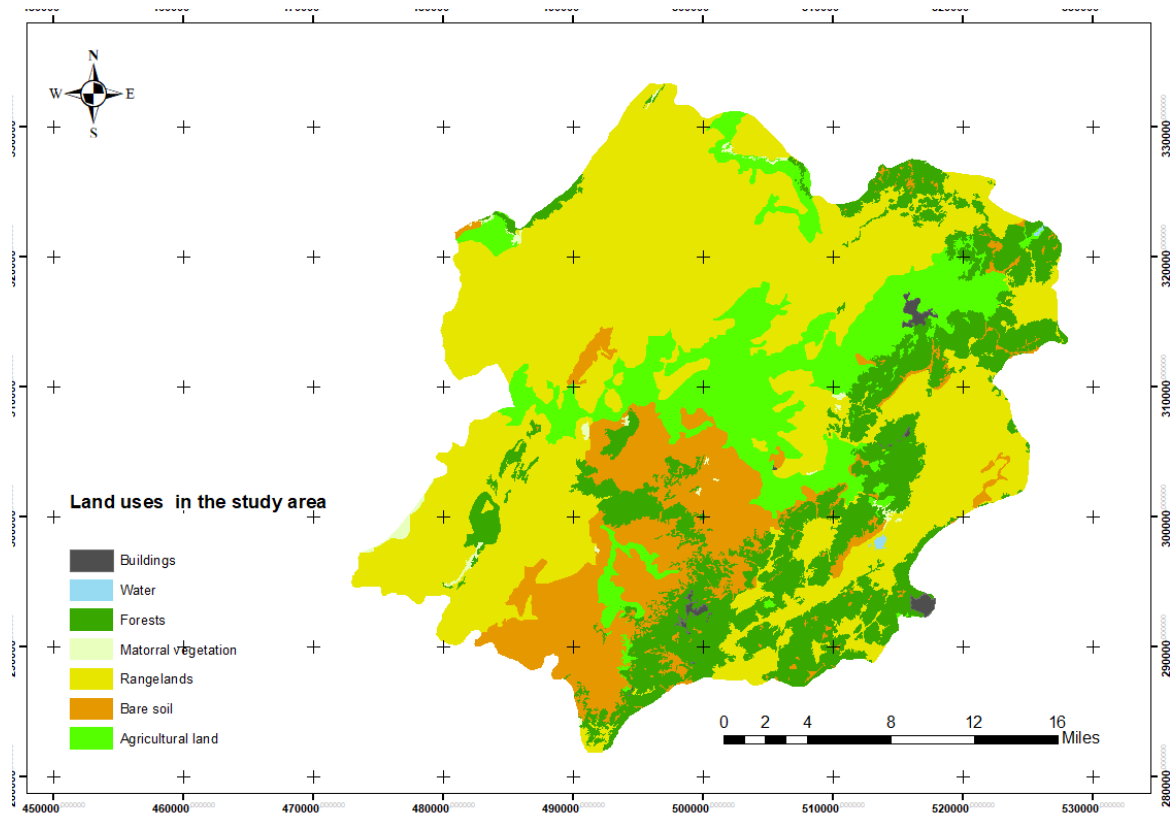 N
W E
S
330000
320000
310000
300000
290000
280000
Land uses in the study area
Buildings
Water
Forests
Matorral vegetation
Rangelands
Bare soil
Agricultural land
0 2 4 8 12 16
Miles
450000 460000 470000 480000 490000 500000 510000 520000 530000